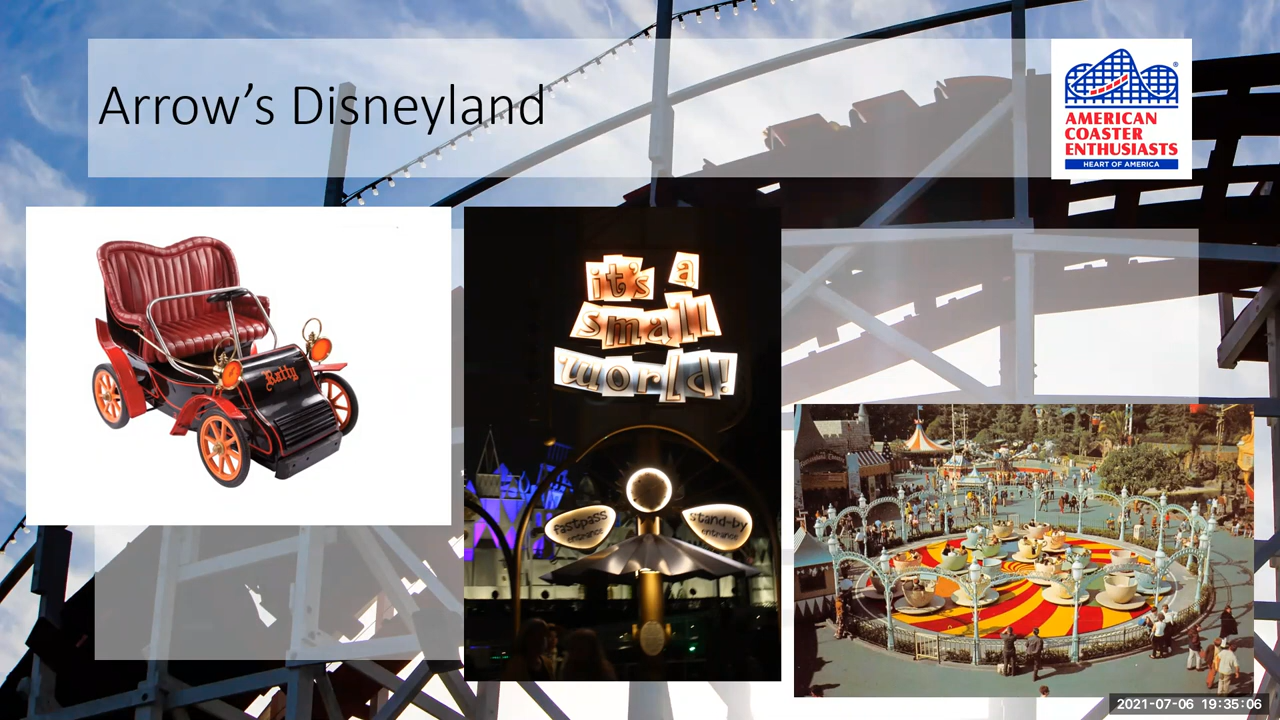 Arrow's Disneyland
AMERICAN
COASTER
ENTHUSIASTS
HEART OF AMERICA
Ratty
it's a
small
world!
fastpass
entrance
stand-by
entrance
2021-07-06 19:35:06